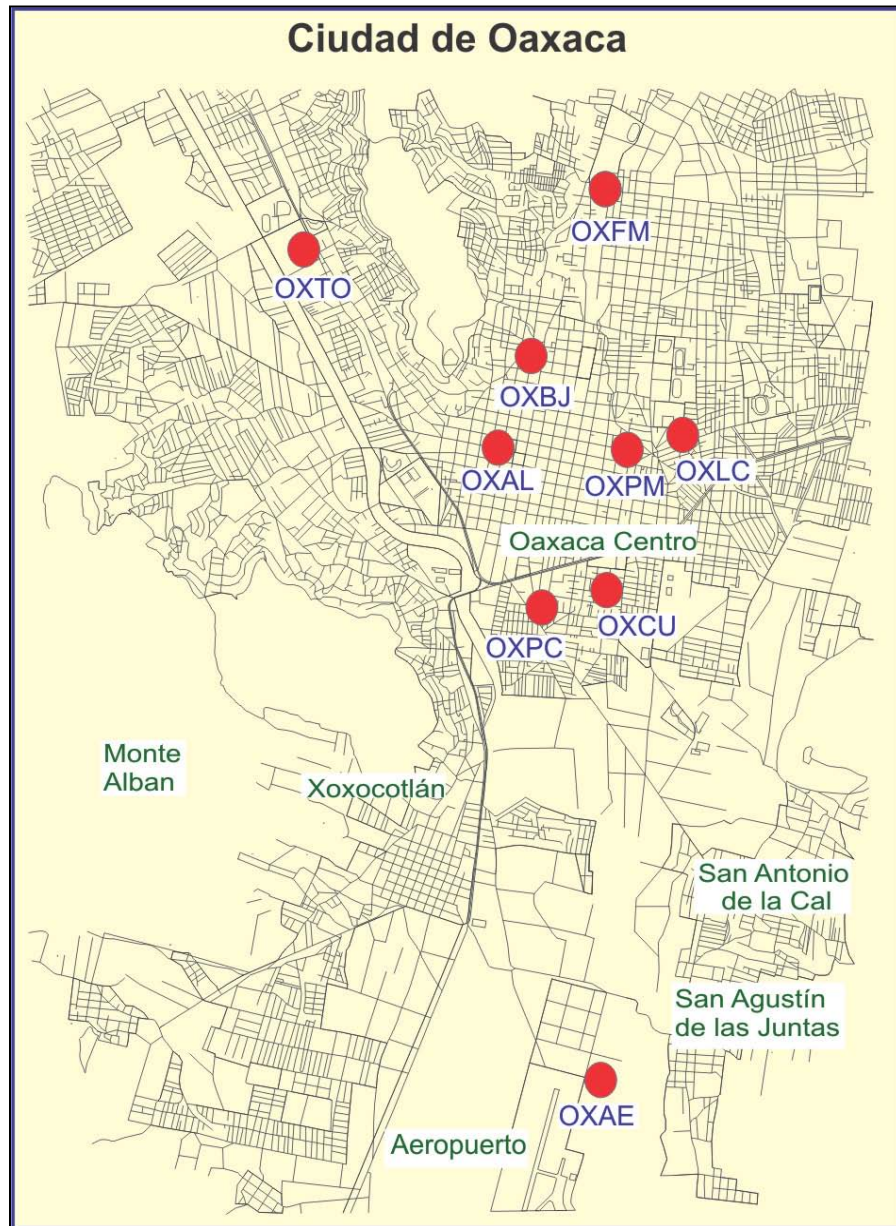 Ciudad de Oaxaca
OXFM
OXTO
OXBJ
OXAL
OXPM
OXLC
Oaxaca Centro
OXPC
OXCU
Monte
Alban
Xoxocotlán
San Antonio
de la Cal
San Agustín
de las Juntas
OXAE
Aeropuerto